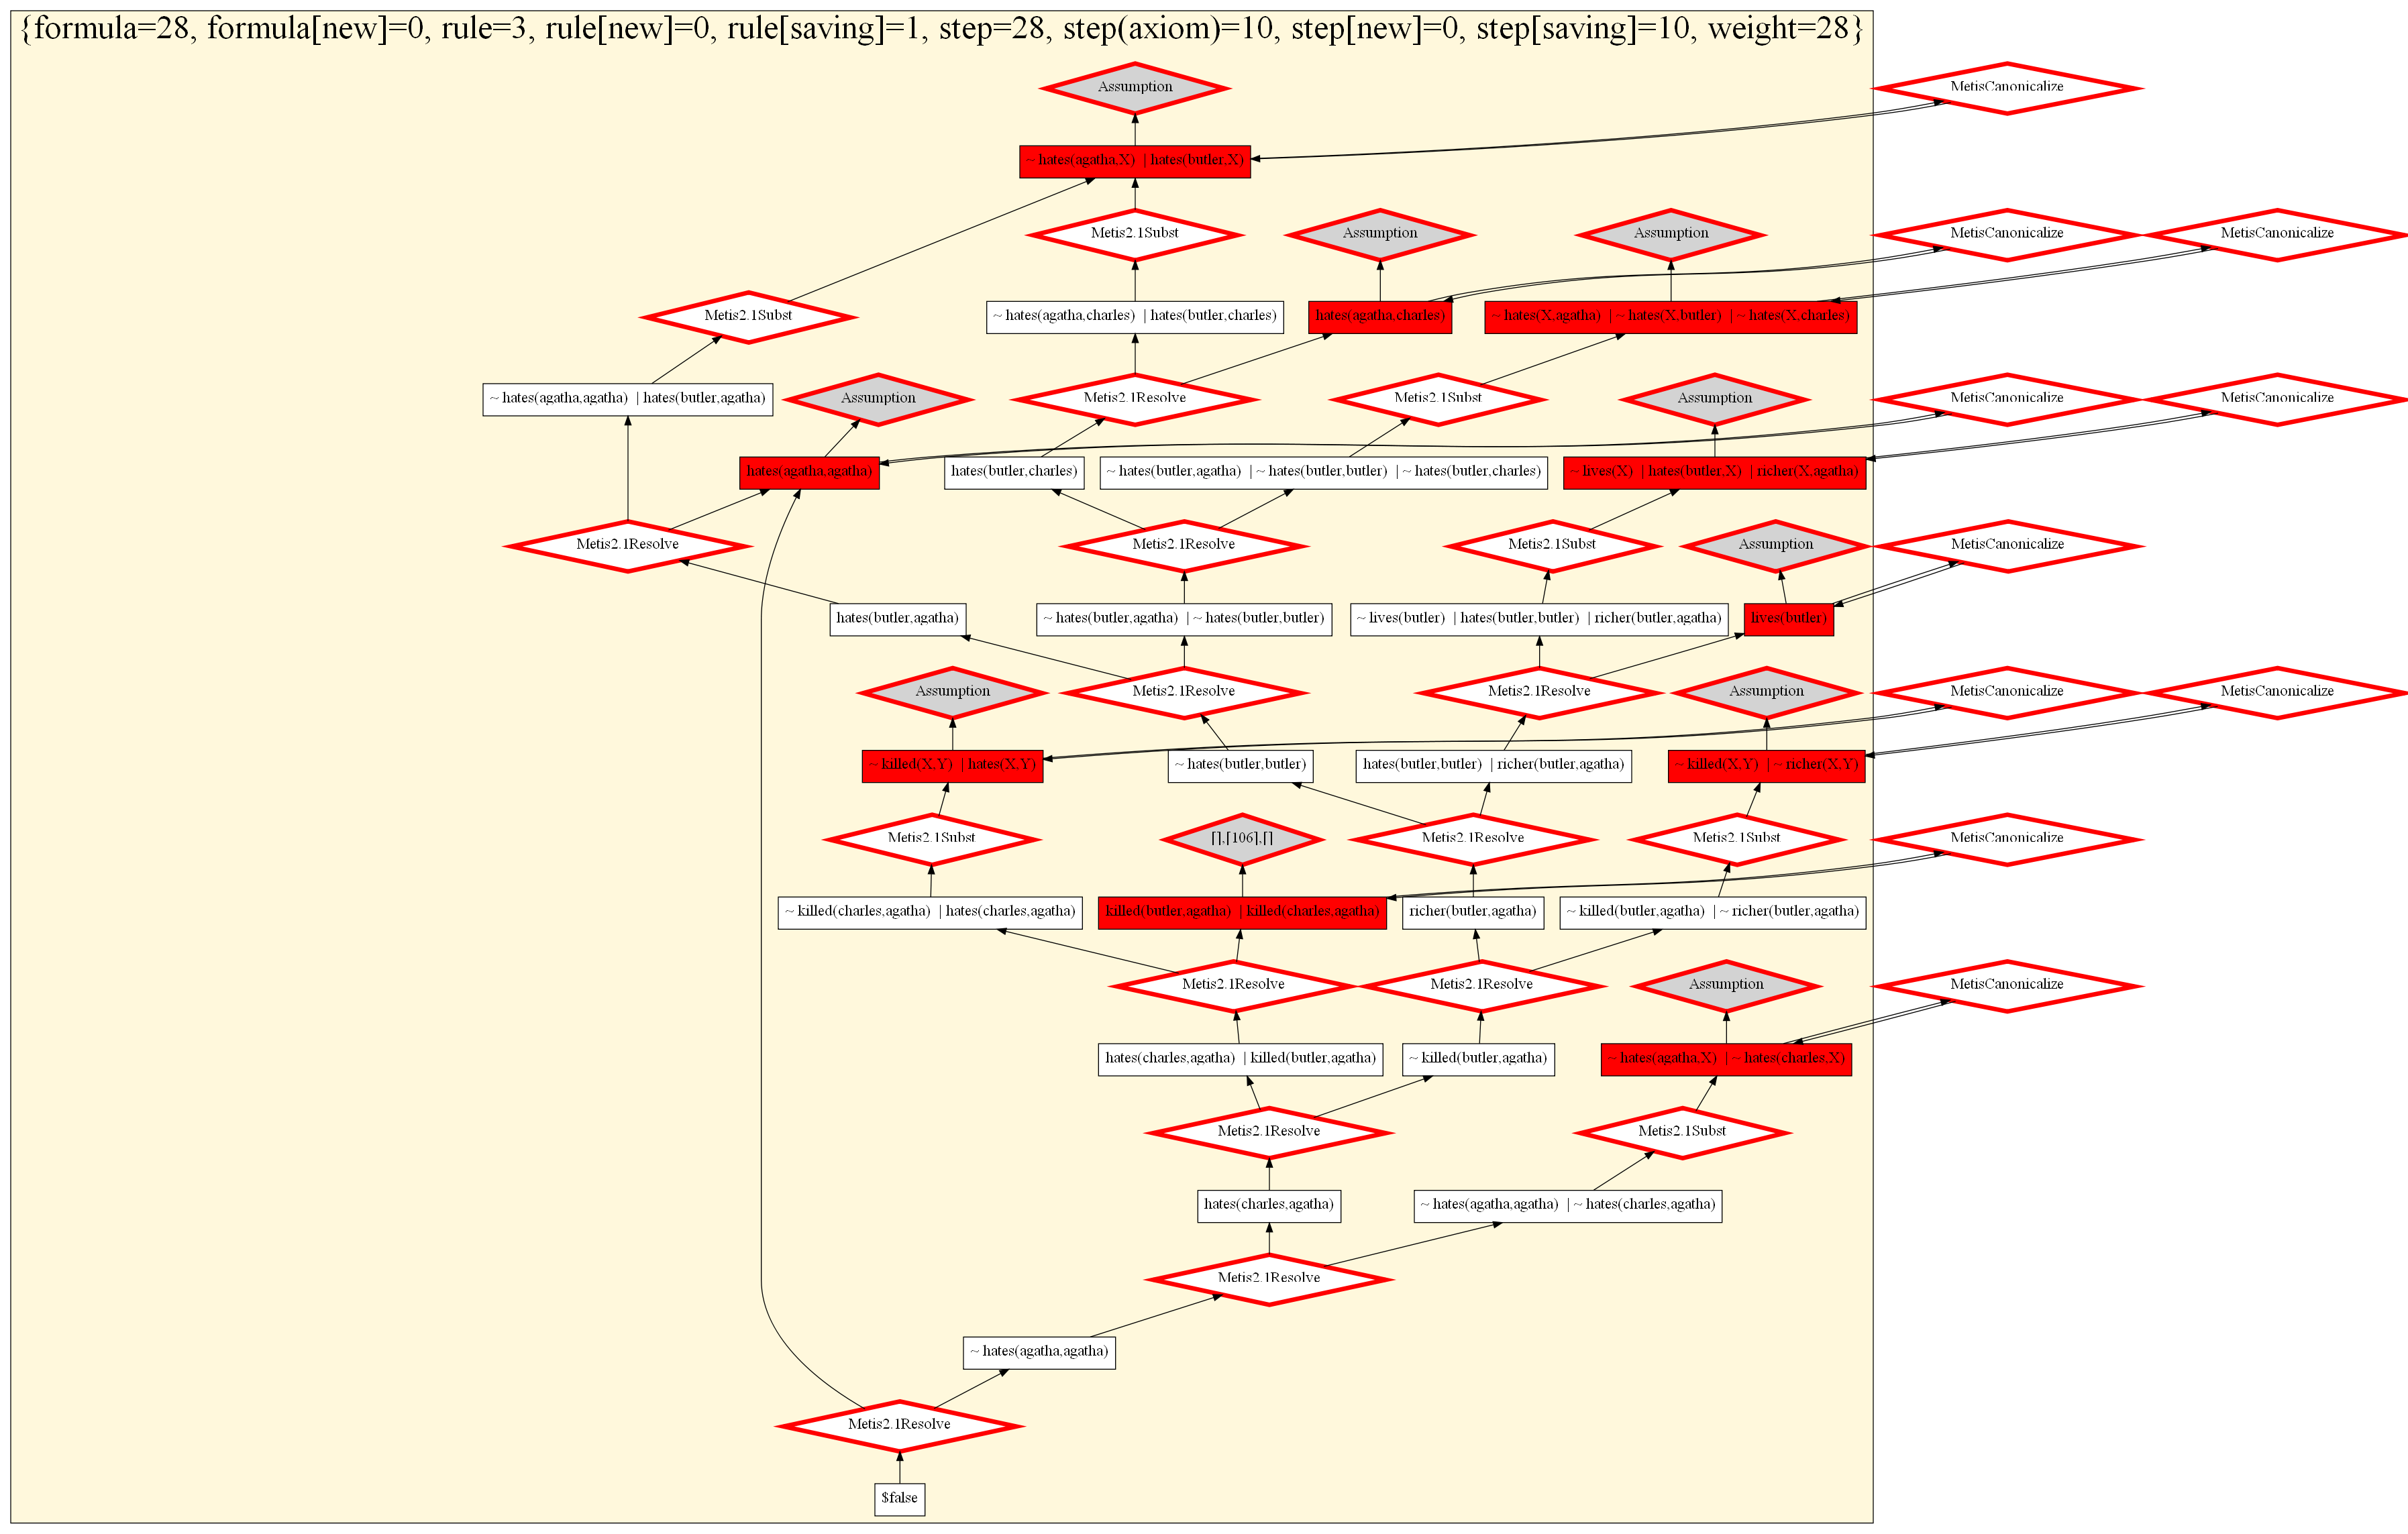 {formula=28, formula[new]=0, rule=3, rule[new]=0, rule[saving]=1, step=28, step(axiom)=10, step[new]=0, step[saving]=10, weight=28}
Assumption
MetisCanonicalize
~ hates(agatha,X) | hates(butler,X)
Metis2.1Subst
Assumption
Assumption
MetisCanonicalize
MetisCanonicalize
Metis2.1Subst
~ hates(agatha,charles) | hates(butler,charles)
hates(agatha,charles)
~ hates(X,agatha) | ~ hates(X,butler) | ~ hates(X,charles)
~ hates(agatha,agatha) | hates(butler,agatha)
Assumption
Metis2.1Resolve
Metis2.1Subst
Assumption
MetisCanonicalize
MetisCanonicalize
hates(agatha,agatha)
hates(butler,charles)
~ hates(butler,agatha) | ~ hates(butler,butler) | ~ hates(butler,charles)
~ lives(X) | hates(butler,X) | richer(X,agatha)
Metis2.1Resolve
Metis2.1Resolve
Metis2.1Subst
Assumption
MetisCanonicalize
hates(butler,agatha)
~ hates(butler,agatha) | ~ hates(butler,butler)
~ lives(butler) | hates(butler,butler) | richer(butler,agatha)
lives(butler)
Assumption
Metis2.1Resolve
Metis2.1Resolve
Assumption
MetisCanonicalize
MetisCanonicalize
~ killed(X,Y) | hates(X,Y)
~ hates(butler,butler)
hates(butler,butler) | richer(butler,agatha)
~ killed(X,Y) | ~ richer(X,Y)
Metis2.1Subst
[],[106],[]
Metis2.1Resolve
Metis2.1Subst
MetisCanonicalize
~ killed(charles,agatha) | hates(charles,agatha)
killed(butler,agatha) | killed(charles,agatha)
richer(butler,agatha)
~ killed(butler,agatha) | ~ richer(butler,agatha)
Metis2.1Resolve
Metis2.1Resolve
Assumption
MetisCanonicalize
hates(charles,agatha) | killed(butler,agatha)
~ killed(butler,agatha)
~ hates(agatha,X) | ~ hates(charles,X)
Metis2.1Resolve
Metis2.1Subst
hates(charles,agatha)
~ hates(agatha,agatha) | ~ hates(charles,agatha)
Metis2.1Resolve
~ hates(agatha,agatha)
Metis2.1Resolve
$false